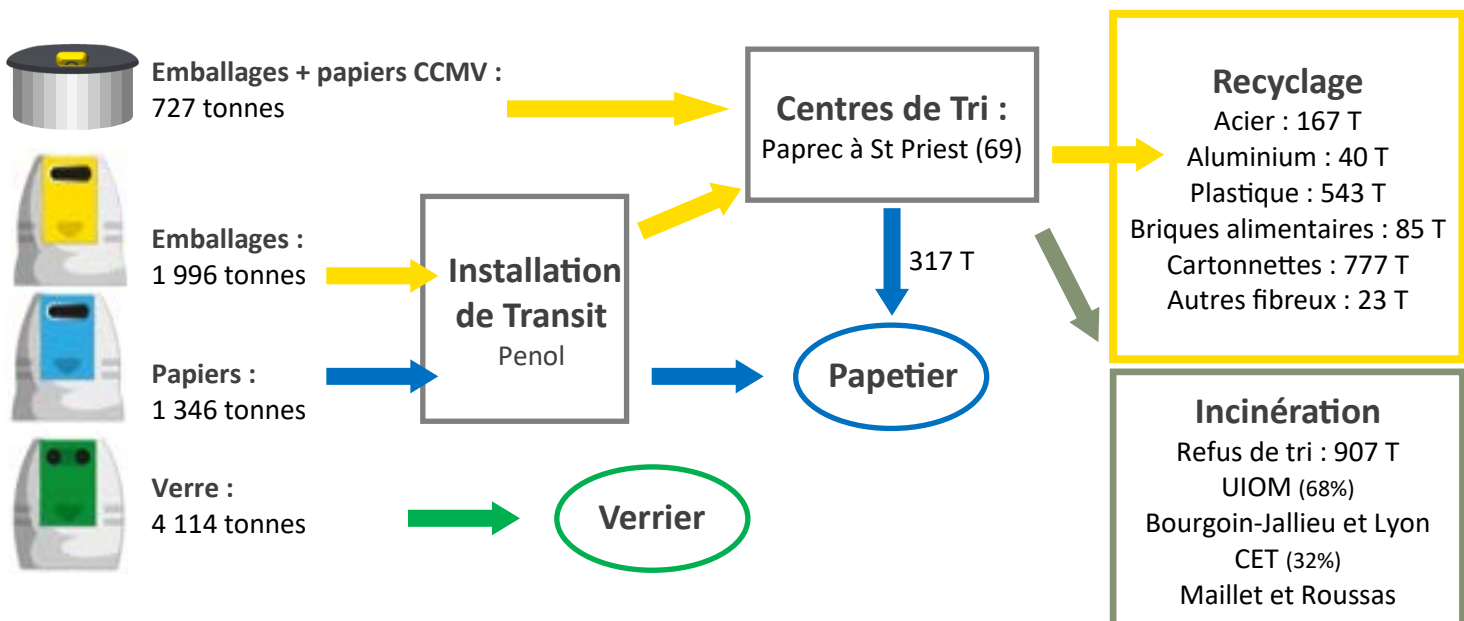 Emballages + papiers CCMV :
727 tonnes
Emballages :
1 996 tonnes
Papiers :
1 346 tonnes
Verre :
4 114 tonnes
Installation
de Transit
Penol
Centres de Tri :
Paprec à St Priest (69)
317 T
Papetier
Verrier
Recyclage
Acier : 167 T
Aluminium : 40 T
Plastique : 543 T
Briques alimentaires : 85 T
Cartonnettes : 777 T
Autres fibreux : 23 T
Incinération
Refus de tri : 907 T
UIOM (68%)
Bourgoin-Jallieu et Lyon
CET (32%)
Maillet et Roussas